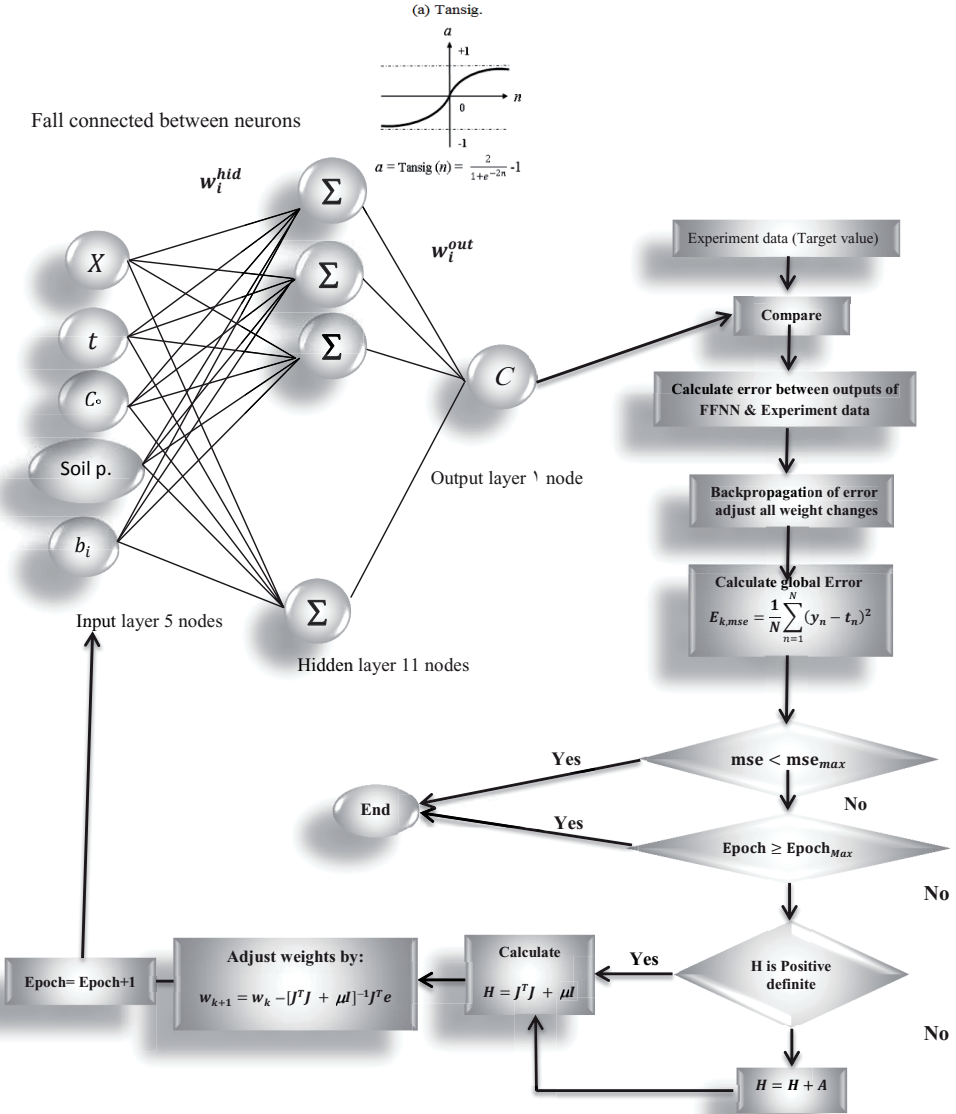 (a) Tansig.
a
+1
n
0
-1
a = Tansig (n) = 2/(1+e^{-2n}) -1
Fall connected between neurons
w_i^{hid}
w_i^{out}
Σ
Σ
Σ
Σ
X
t
C∘
Soil p.
b_i
C
Input layer 5 nodes
Hidden layer 11 nodes
Output layer ١ node
Experiment data (Target value)
Compare
Calculate error between outputs of
FFNN & Experiment data
Backpropagation of error
adjust all weight changes
Calculate global Error
E_{k,mse} = 1/N ∑_{n=1}^{N} (y_n − t_n)^2
mse < mse_{max}
Yes
No
End
Epoch ≥ Epoch_{Max}
Yes
No
H is Positive
definite
Yes
No
H = H + A
Calculate
H = J^T J + μI
Adjust weights by:
w_{k+1} = w_k −[J^T J + μI]^{-1} J^T e
Epoch= Epoch+1